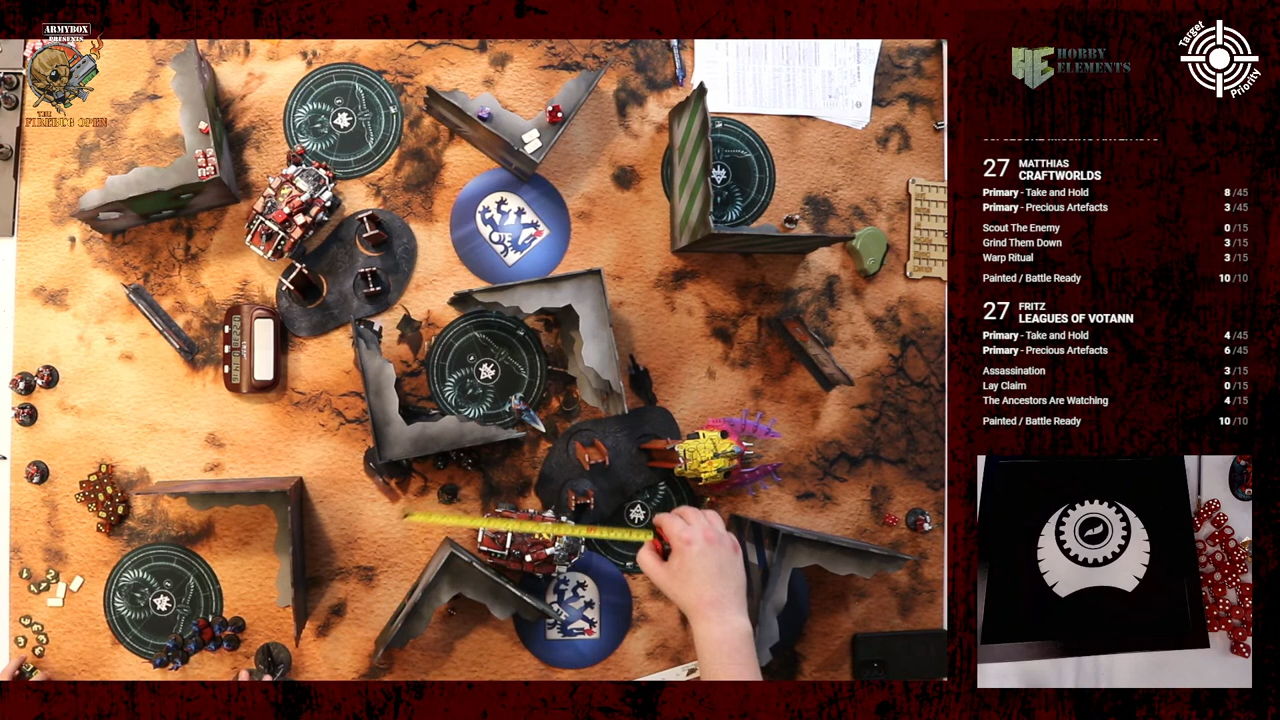 ARMYBOX
PRESENTS
THE
FIREBUG OPEN
HOBBY
ELEMENTS
Target
Priority
27 MATTHIAS
CRAFTWORLDS
Primary - Take and Hold 8 /45
Primary - Precious Artefacts 3 /45
Scout The Enemy 0 /15
Grind Them Down 3 /15
Warp Ritual 3 /15
Painted / Battle Ready 10 /10
27 FRITZ
LEAGUES OF VOTANN
Primary - Take and Hold 4 /45
Primary - Precious Artefacts 6 /45
Assassination 3 /15
Lay Claim 0 /15
The Ancestors Are Watching 4 /15
Painted / Battle Ready 10 /10